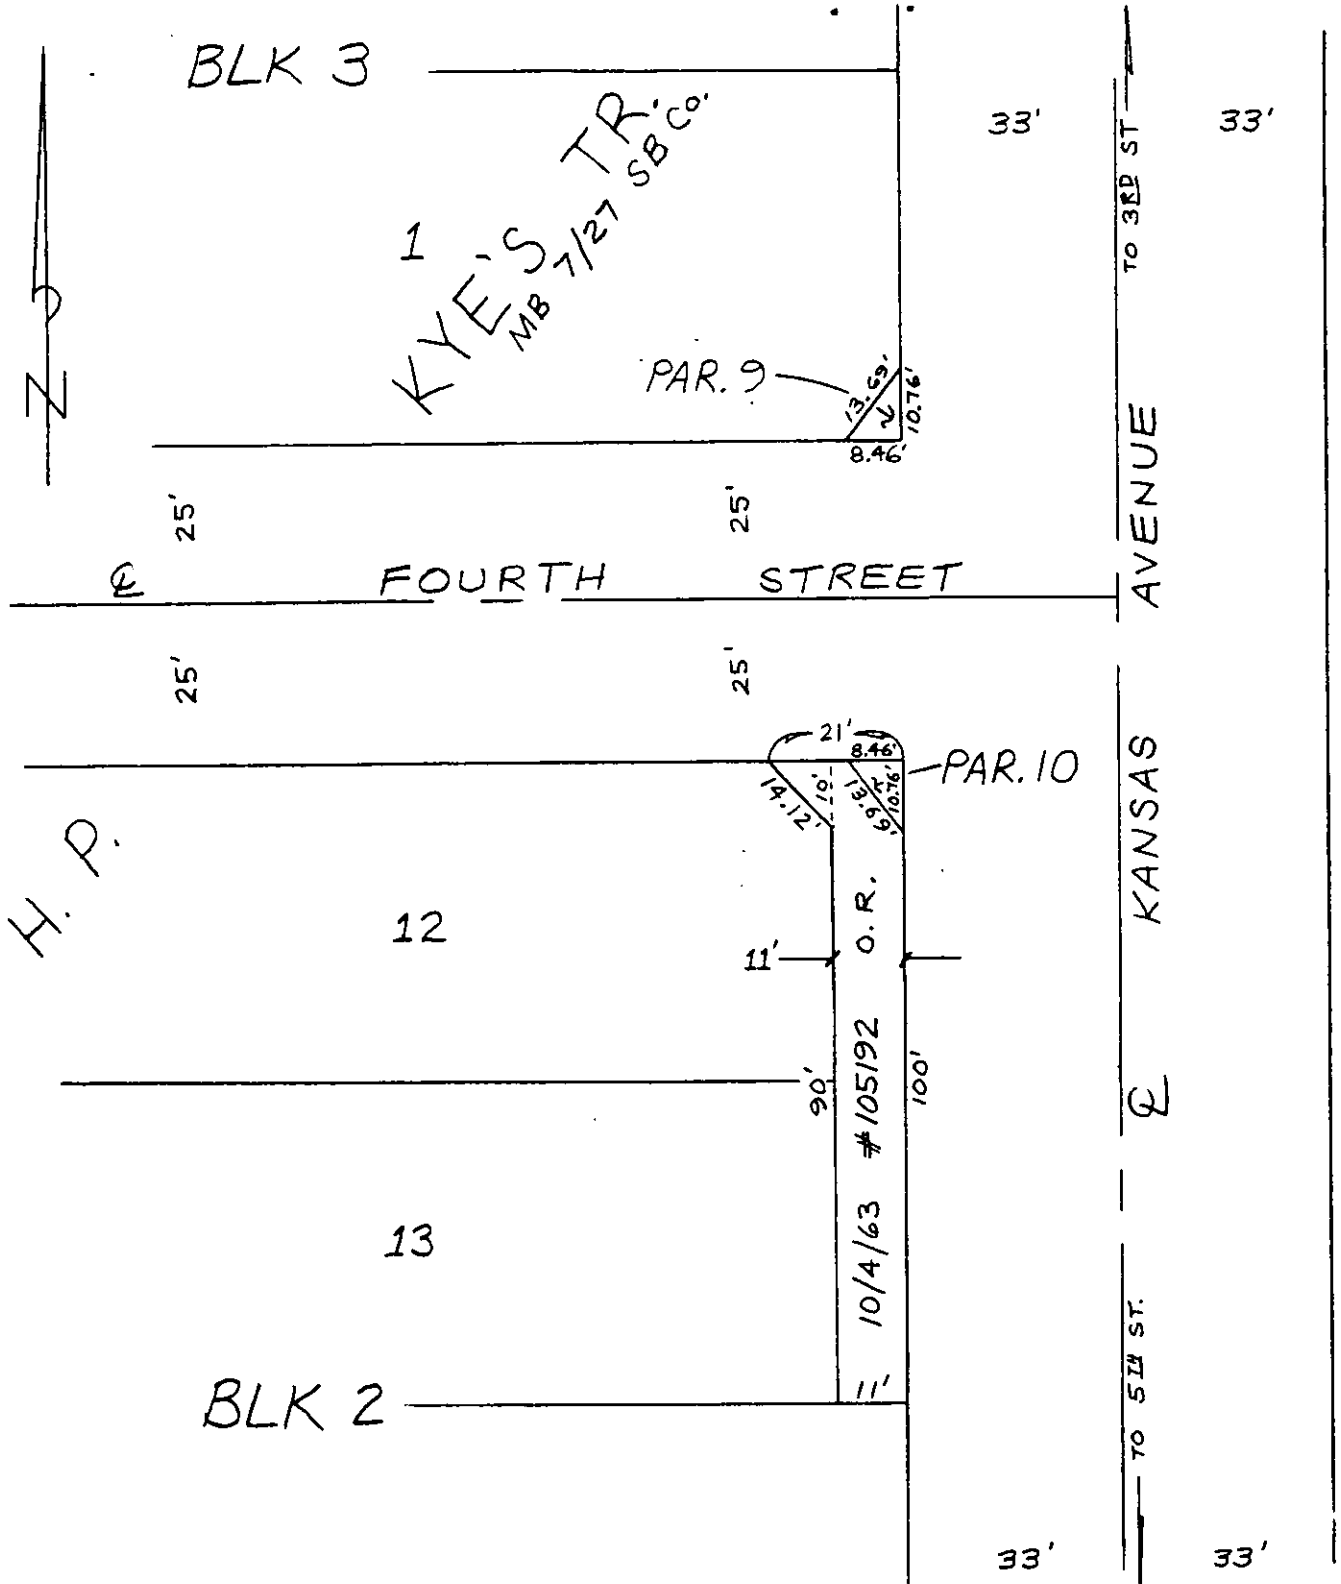 BLK 3
33'
33'
TO 3RD ST
1
H. P. KYE'S TR.
MB 7/27 SB CO.
N
PAR. 9
13.69'
10.76'
8.46'
25'
25'
℄ FOURTH STREET
25'
25'
21'
8.46'
PAR. 10
14.12'
10'
13.69'
10.76'
12
11'
90'
100'
10/4/63 #105192 O. R.
℄ KANSAS AVENUE
13
BLK 2
11'
TO 5TH ST.
33'
33'